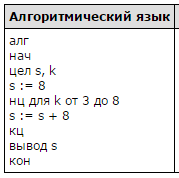 Алгоритмический язык
алг
нач
цел s, k
s := 8
нц для k от 3 до 8
s := s + 8
кц
вывод s
кон